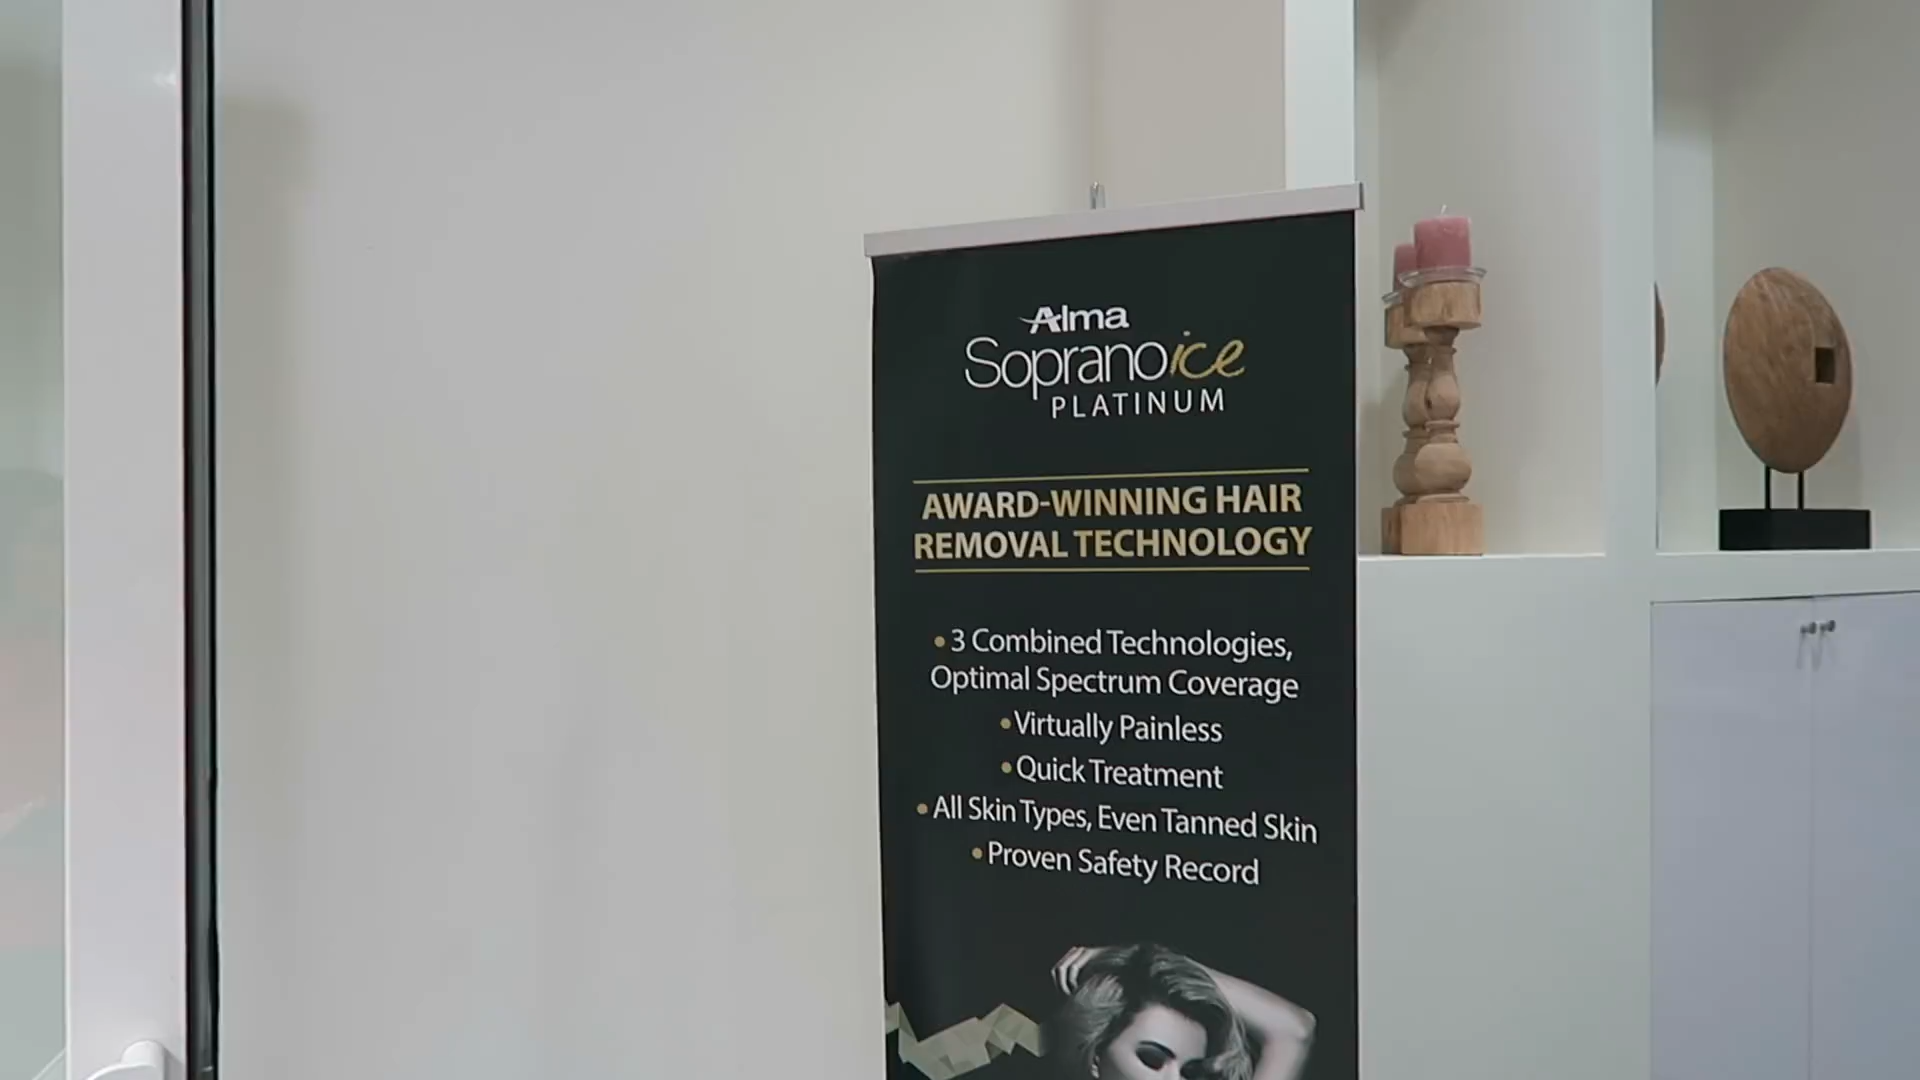 Alma
Sopranoice
PLATINUM
AWARD-WINNING HAIR
REMOVAL TECHNOLOGY
• 3 Combined Technologies,
Optimal Spectrum Coverage
• Virtually Painless
• Quick Treatment
• All Skin Types, Even Tanned Skin
• Proven Safety Record